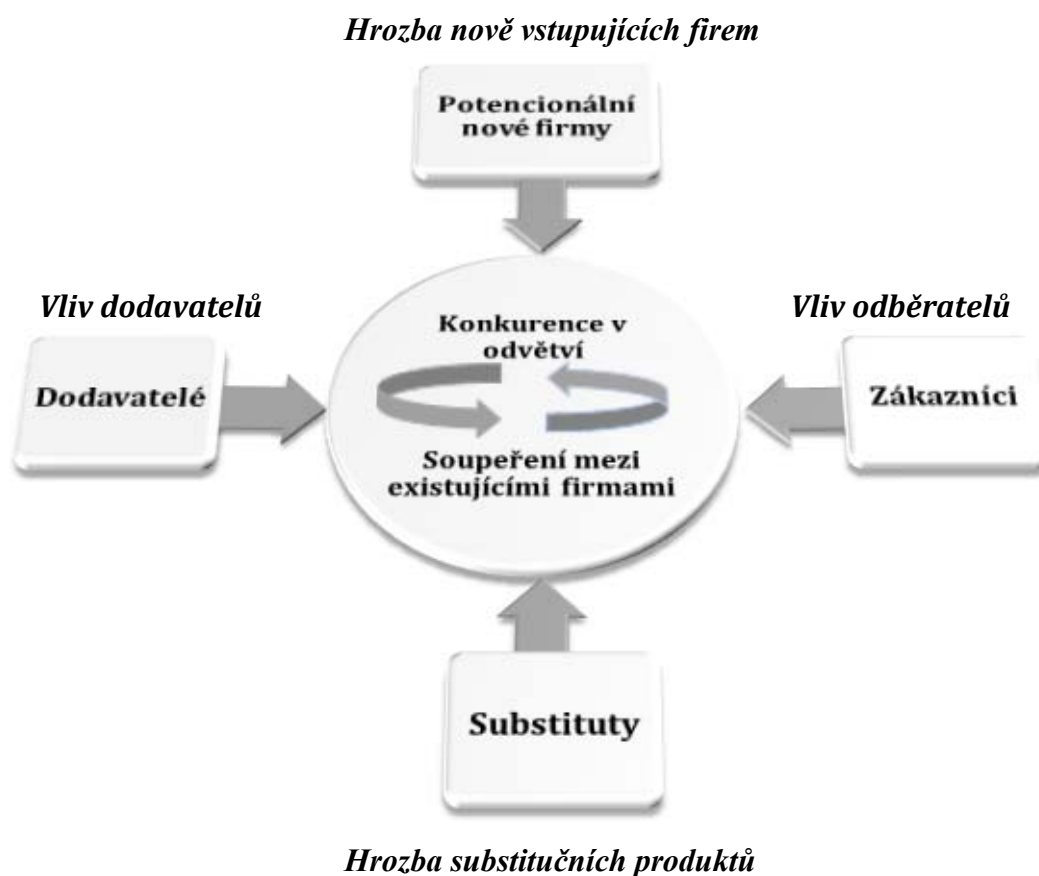 Hrozba nově vstupujících firem
Potencionální
nové firmy
Vliv dodavatelů
Vliv odběratelů
Konkurence v
odvětví
Dodavatelé
Zákazníci
Soupeření mezi
existujícími firmami
Substituty
Hrozba substitučních produktů